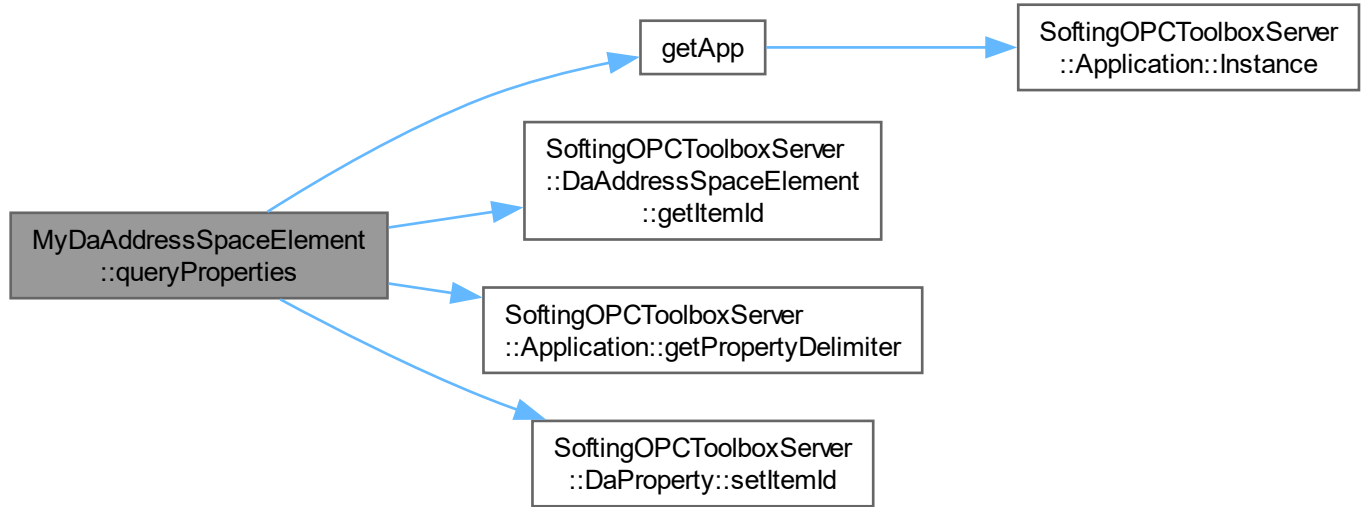 getApp
SoftingOPCToolboxServer
::Application::Instance
SoftingOPCToolboxServer
::DaAddressSpaceElement
::getItemId
MyDaAddressSpaceElement
::queryProperties
SoftingOPCToolboxServer
::Application::getPropertyDelimiter
SoftingOPCToolboxServer
::DaProperty::setItemId